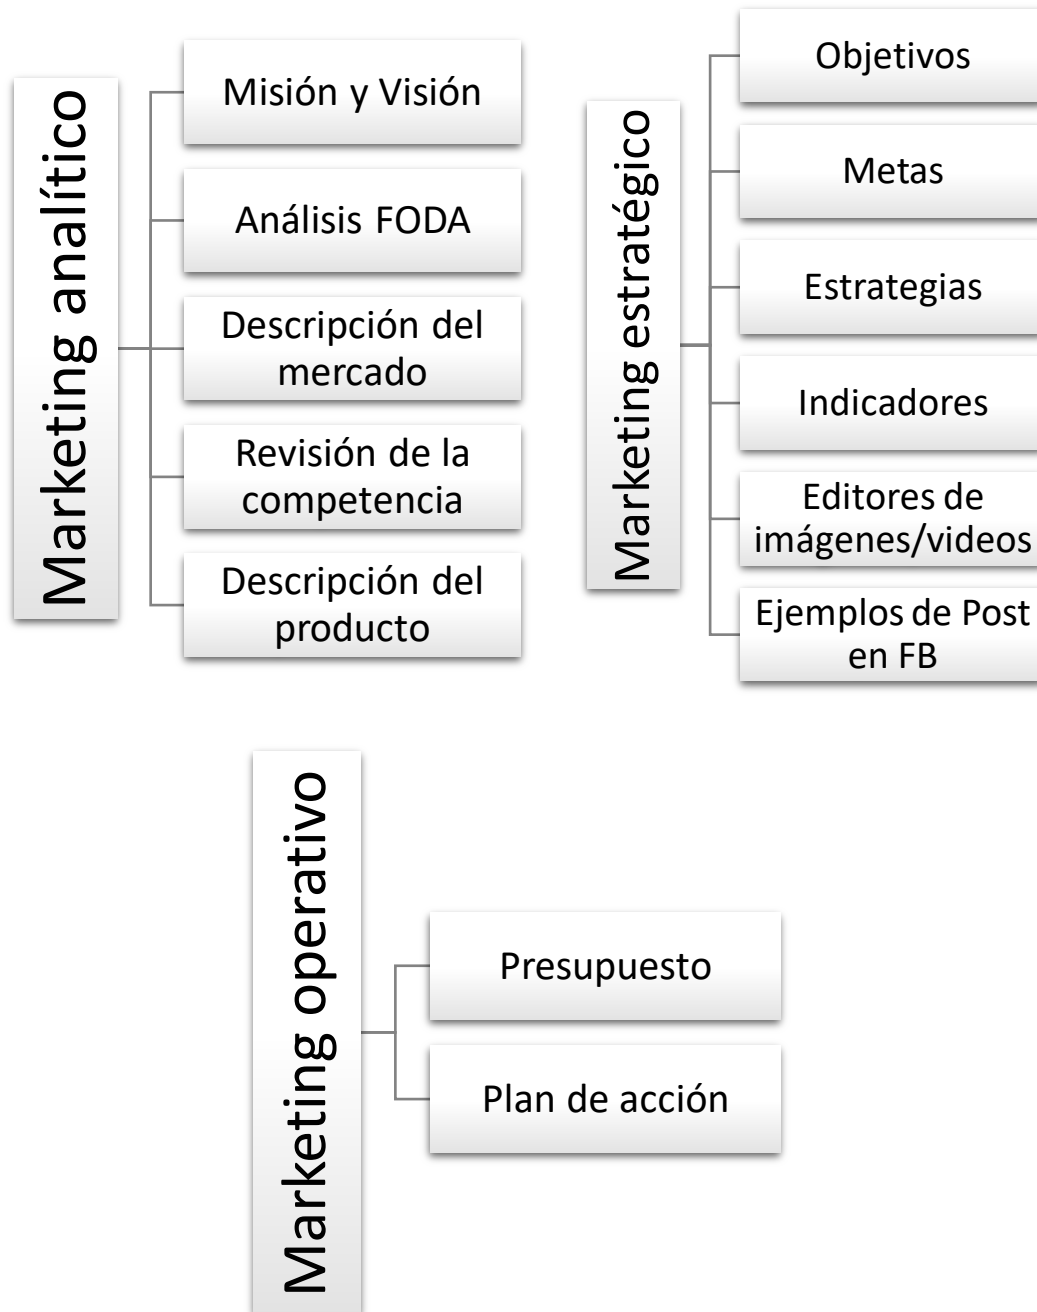 Marketing analítico
Misión y Visión
Análisis FODA
Descripción del
mercado
Revisión de la
competencia
Descripción del
producto
Marketing estratégico
Objetivos
Metas
Estrategias
Indicadores
Editores de
imágenes/videos
Ejemplos de Post
en FB
Marketing operativo
Presupuesto
Plan de acción